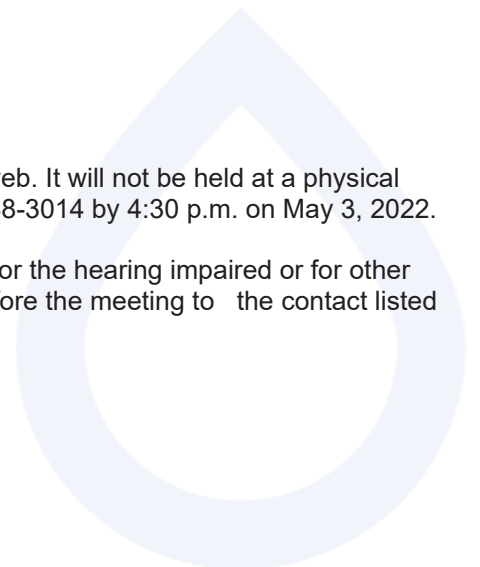 eb. It will not be held at a physical
8-3014 by 4:30 p.m. on May 3, 2022.
or the hearing impaired or for other
ore the meeting to the contact listed